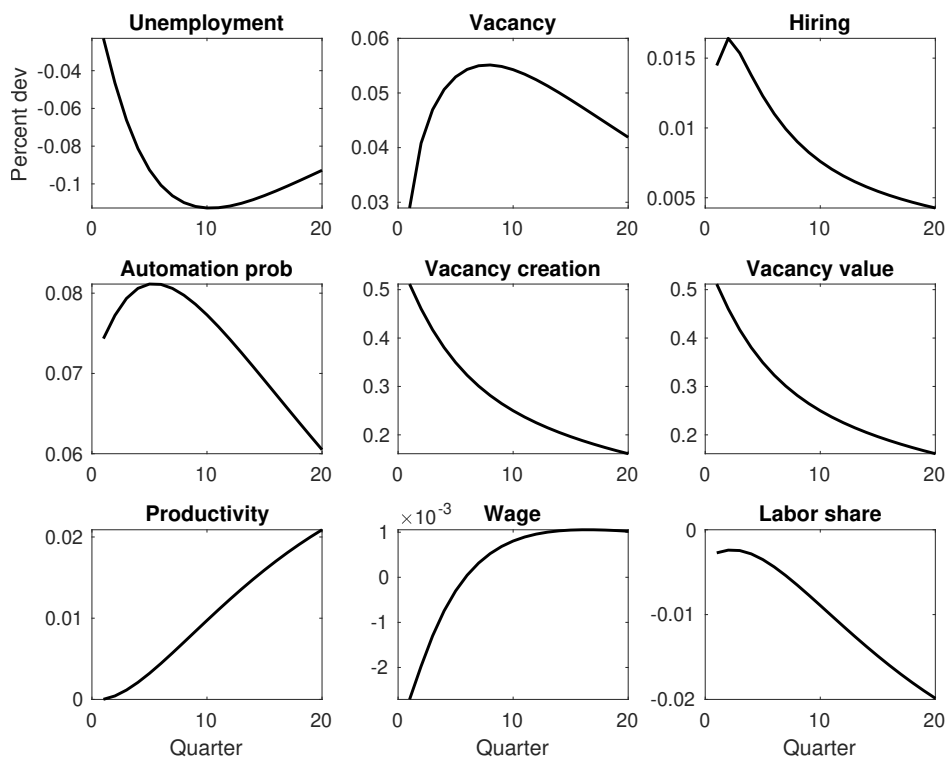 Unemployment Vacancy Hiring
Percent dev
-0.04
-0.06
-0.08
-0.1
0 10 20
0.06
0.05
0.04
0.03
0 10 20
0.015
0.01
0.005
0 10 20
Automation prob Vacancy creation Vacancy value
0.08
0.07
0.06
0 10 20
0.5
0.4
0.3
0.2
0 10 20
0.5
0.4
0.3
0.2
0 10 20
Productivity Wage Labor share
0.02
0.01
0
0 10 20
Quarter
×10⁻³
1
0
-1
-2
0 10 20
Quarter
0
-0.01
-0.02
0 10 20
Quarter